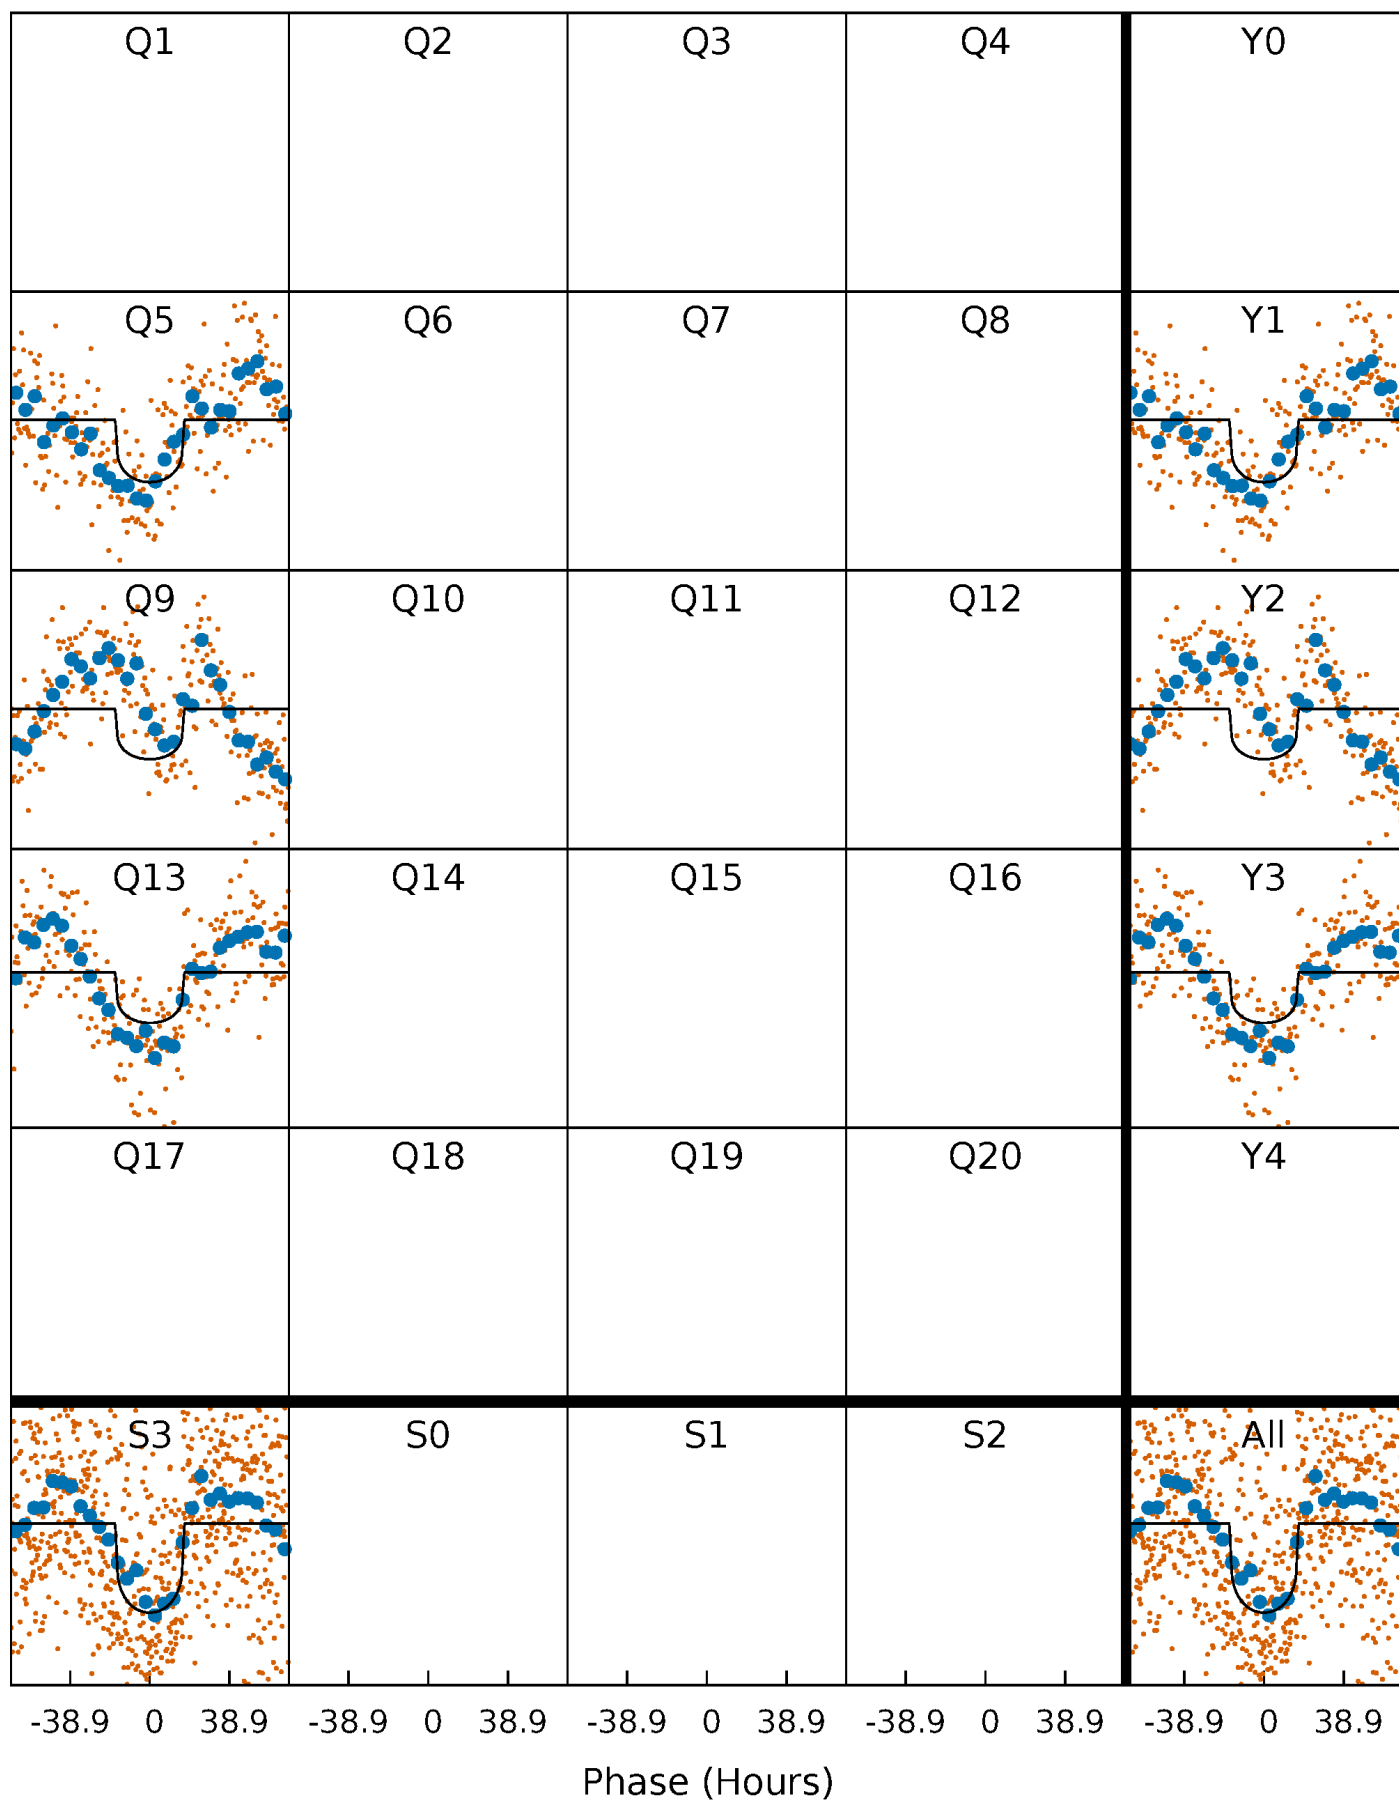 Q1 Q2 Q3 Q4 Y0
Q5 Q6 Q7 Q8 Y1
Q9 Q10 Q11 Q12 Y2
Q13 Q14 Q15 Q16 Y3
Q17 Q18 Q19 Q20 Y4
S3 S0 S1 S2 All
-38.9 0 38.9 -38.9 0 38.9 -38.9 0 38.9 -38.9 0 38.9 -38.9 0 38.9
Phase (Hours)